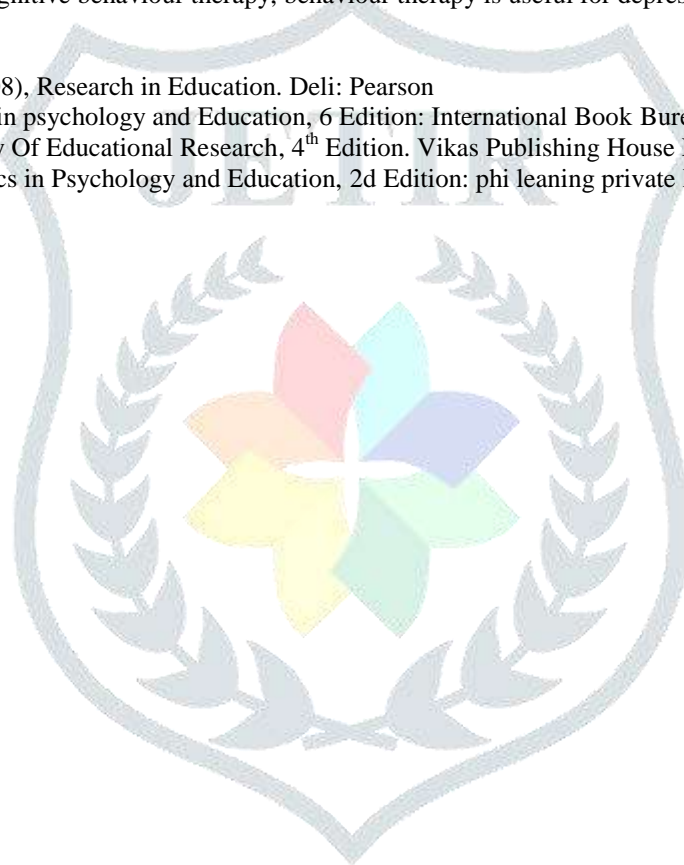 gnitive behaviour therapy, behaviour therapy is useful for depres
8), Research in Education. Deli: Pearson
in psychology and Education, 6 Edition: International Book Bure
y Of Educational Research, 4th Edition. Vikas Publishing House
cs in Psychology and Education, 2d Edition: phi leaning private
JETIR